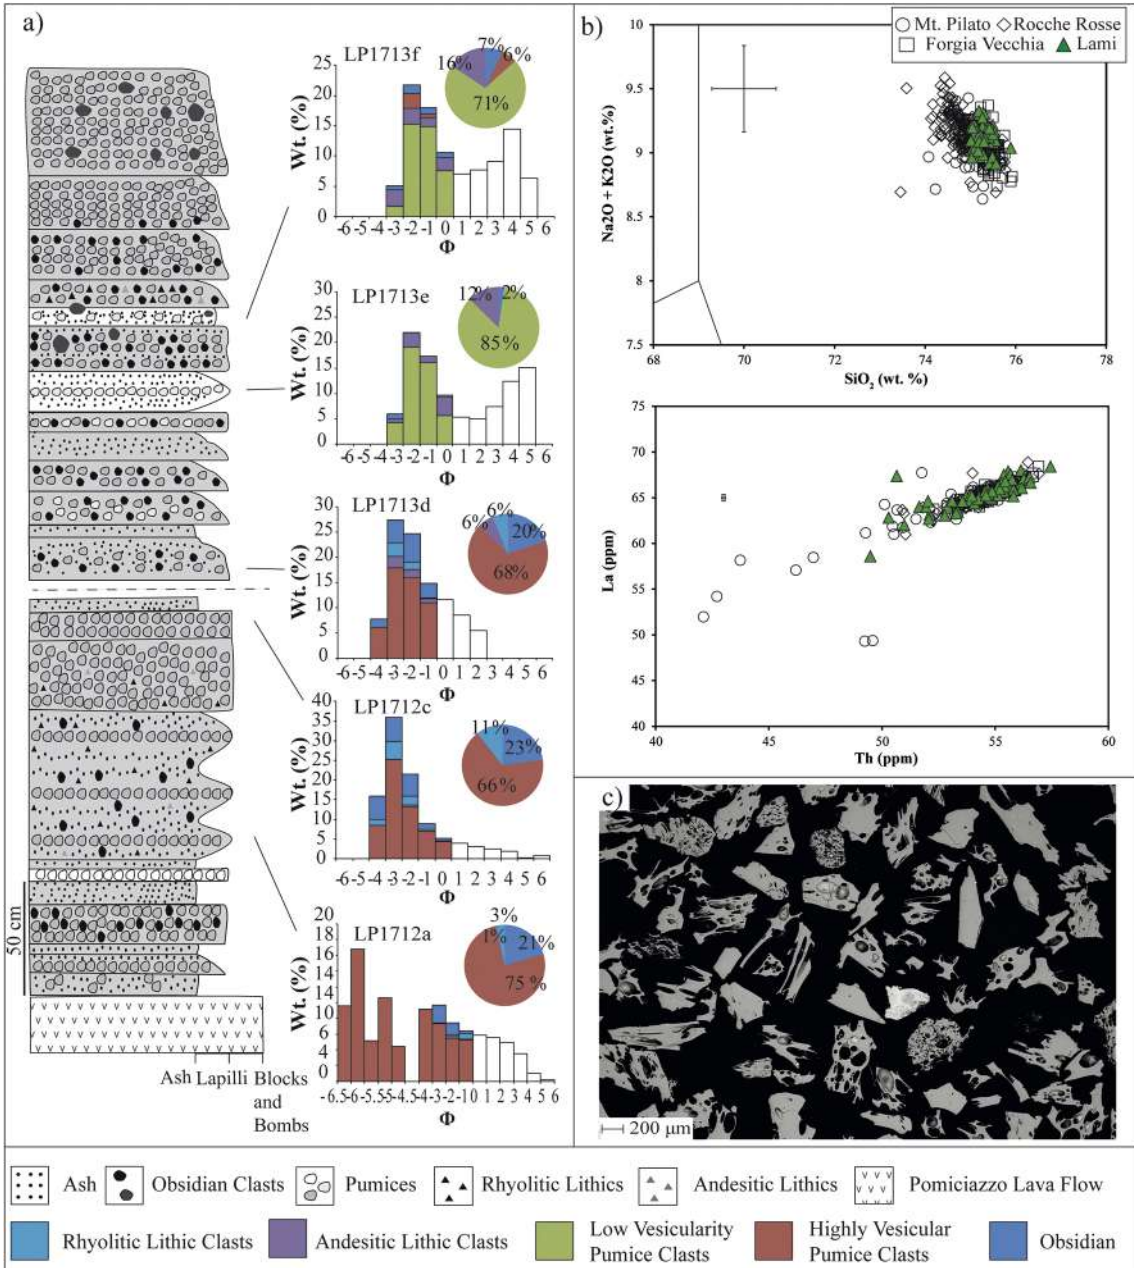 a)
LP1713f
Wt. (%)
25
20
15
10
5
0
-6 -5 -4 -3 -2 -1 0 1 2 3 4 5 6
Φ
7%
6%
16%
71%
LP1713e
Wt. (%)
30
25
20
15
10
5
0
-6 -5 -4 -3 -2 -1 0 1 2 3 4 5 6
Φ
12%
2%
85%
LP1713d
Wt. (%)
30
25
20
15
10
5
0
-6 -5 -4 -3 -2 -1 0 1 2 3 4 5 6
Φ
6%
6%
20%
68%
LP1712c
Wt. (%)
40
35
30
25
20
15
10
5
0
-6 -5 -4 -3 -2 -1 0 1 2 3 4 5 6
Φ
11%
23%
66%
LP1712a
Wt. (%)
20
18
16
14
12
10
8
6
4
2
0
-6.5-6-5.5-5-4.5-4-3-2-1 0 1 2 3 4 5 6
Φ
3%
1%
21%
75 %
50 cm
Ash Lapilli Blocks
and
Bombs
b)
Mt. Pilato Rocche Rosse
Forgia Vecchia Lami
Na2O + K2O (wt.%)
10
9.5
9
8.5
8
7.5
68 70 72 74 76 78
SiO₂ (wt. %)
La (ppm)
75
70
65
60
55
50
45
40
40 45 50 55 60
Th (ppm)
c)
200 μm
Ash Obsidian Clasts Pumices Rhyolitic Lithics Andesitic Lithics Pomiciazzo Lava Flow
Rhyolitic Lithic Clasts Andesitic Lithic Clasts Low Vesicularity Pumice Clasts Highly Vesicular Pumice Clasts Obsidian